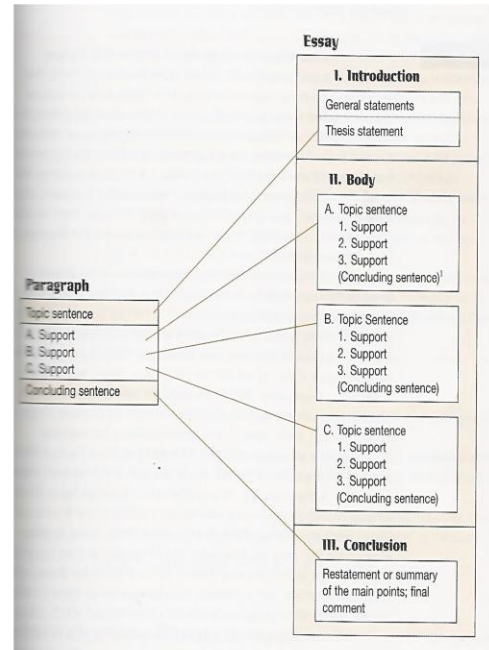 Essay
I. Introduction
General statements
Thesis statement
II. Body
A. Topic sentence
1. Support
2. Support
3. Support
(Concluding sentence)¹
B. Topic Sentence
1. Support
2. Support
3. Support
(Concluding sentence)
C. Topic sentence
1. Support
2. Support
3. Support
(Concluding sentence)
III. Conclusion
Restatement or summary
of the main points; final
comment
Paragraph
Topic sentence
A. Support
B. Support
C. Support
Concluding sentence